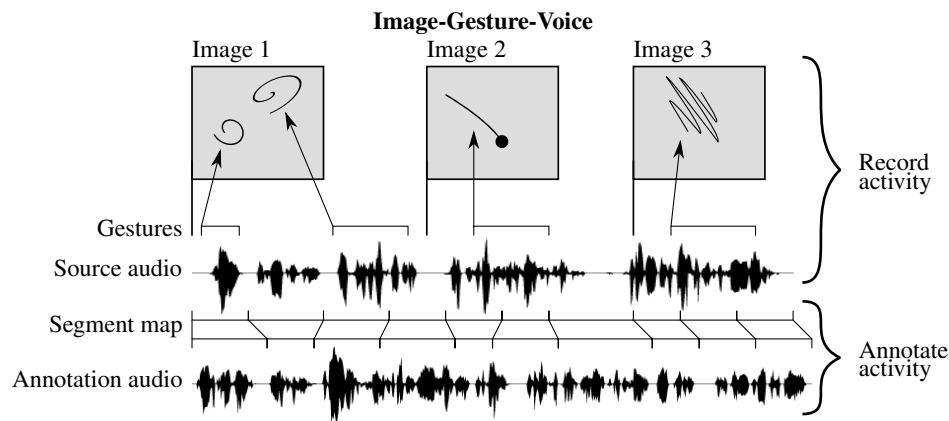 Image-Gesture-Voice
Image 1
Image 2
Image 3
Record
activity
Gestures
Source audio
Segment map
Annotate
activity
Annotation audio